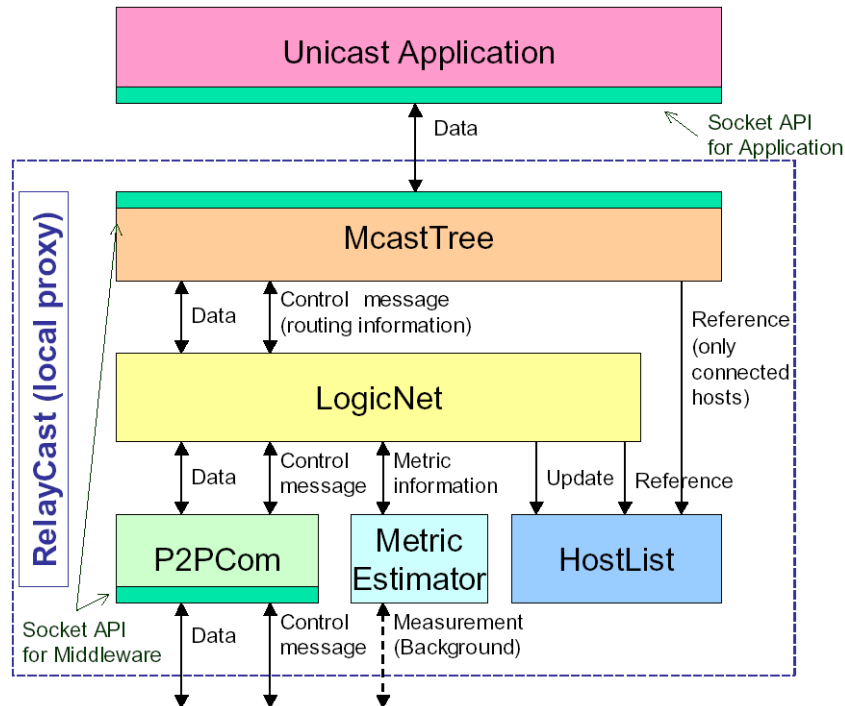 Unicast Application
Data
Socket API
for Application
RelayCast (local proxy)
McastTree
Data
Control message
(routing information)
Reference
(only
connected
hosts)
LogicNet
Data
Control
message
Metric
information
Update
Reference
P2PCom
Metric
Estimator
HostList
Socket API
for Middleware
Data
Control
message
Measurement
(Background)